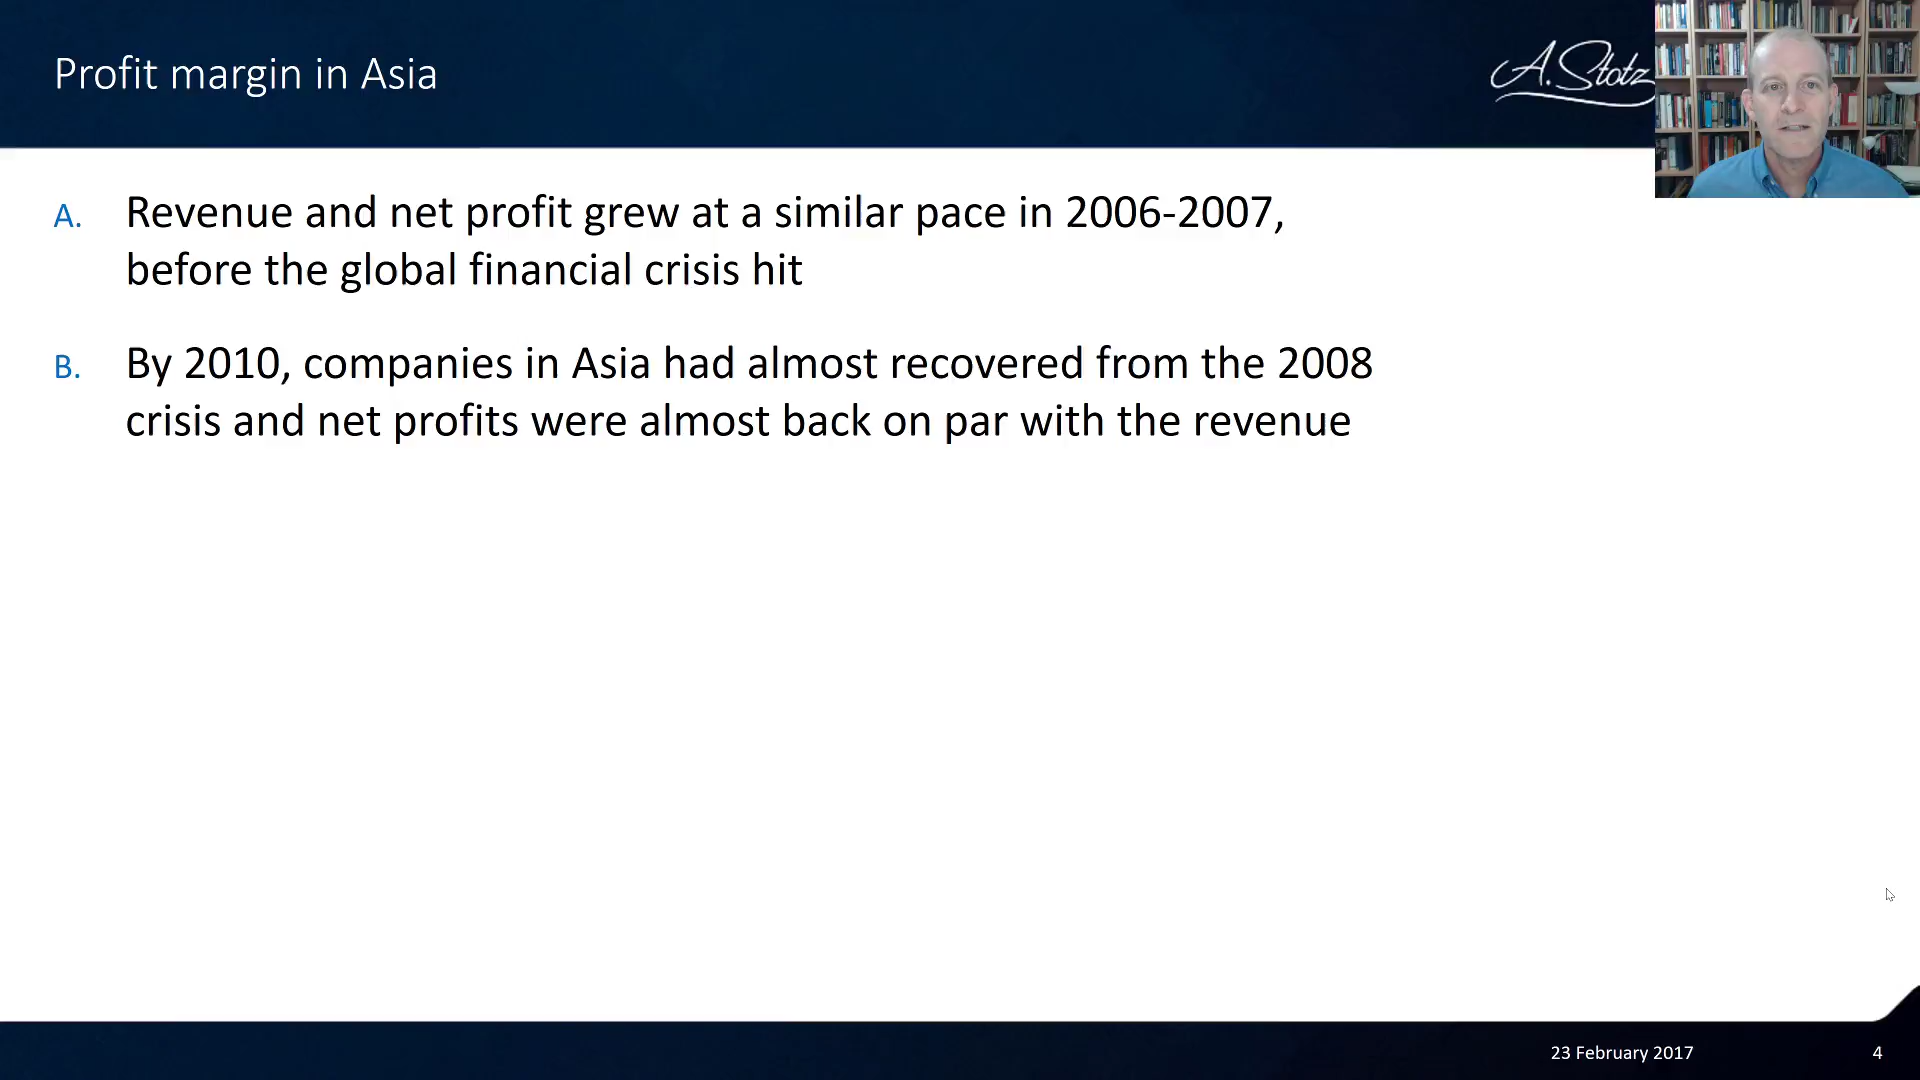 Profit margin in Asia
A. Stotz
A. Revenue and net profit grew at a similar pace in 2006-2007,
before the global financial crisis hit
B. By 2010, companies in Asia had almost recovered from the 2008
crisis and net profits were almost back on par with the revenue
23 February 2017
4